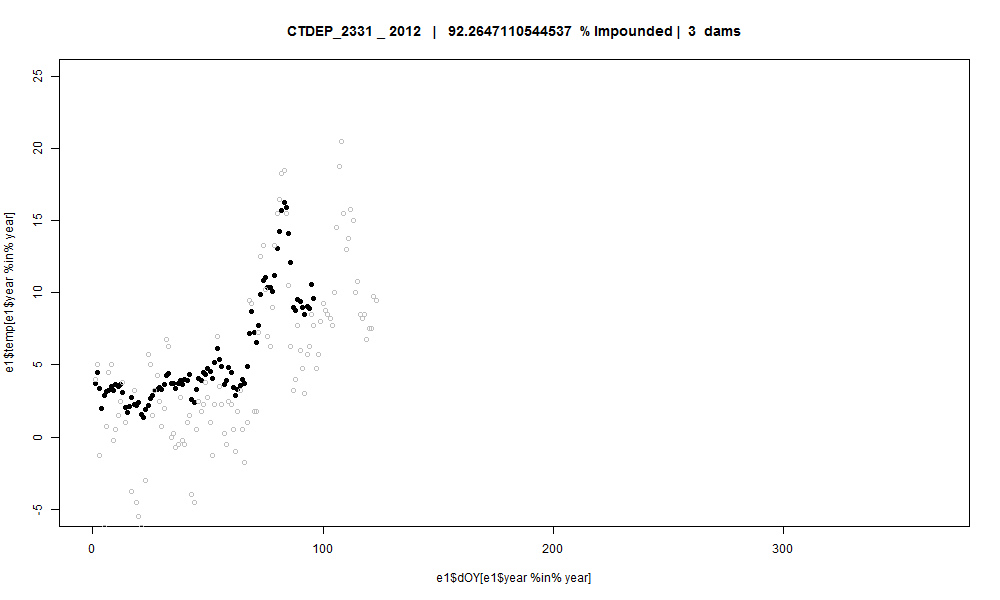 CTDEP_2331 _ 2012 | 92.2647110544537 % Impounded | 3 dams
e1$temp[e1$year %in% year]
25
20
15
10
5
0
-5
0 100 200 300
e1$dOY[e1$year %in% year]